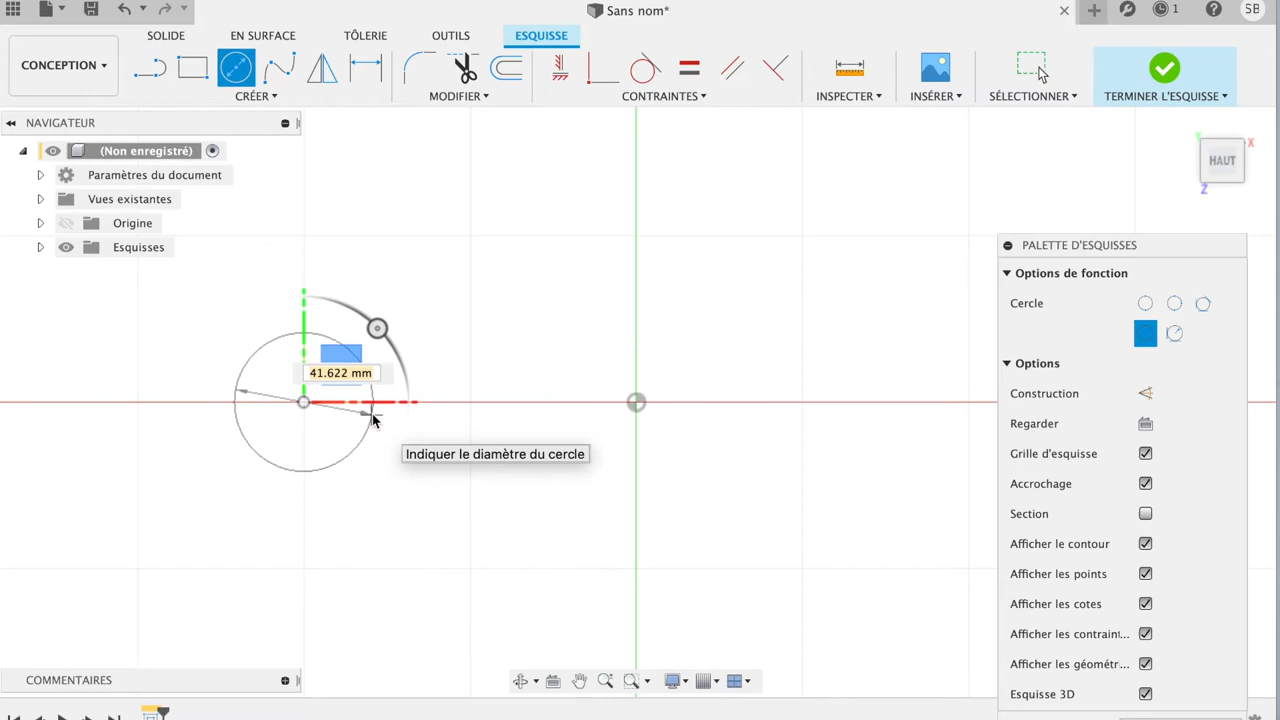 Sans nom*
1
SB
CONCEPTION
SOLIDE
EN SURFACE
TÔLERIE
OUTILS
ESQUISSE
CRÉER
MODIFIER
CONTRAINTES
INSPECTER
INSÉRER
SÉLECTIONNER
TERMINER L'ESQUISSE
NAVIGATEUR
(Non enregistré)
Paramètres du document
Vues existantes
Origine
Esquisses
HAUT
X
Y
Z
41.622 mm
Indiquer le diamètre du cercle
PALETTE D'ESQUISSES
Options de fonction
Cercle
Options
Construction
Regarder
Grille d'esquisse
Accrochage
Section
Afficher le contour
Afficher les points
Afficher les cotes
Afficher les contraint...
Afficher les géométr...
Esquisse 3D
COMMENTAIRES